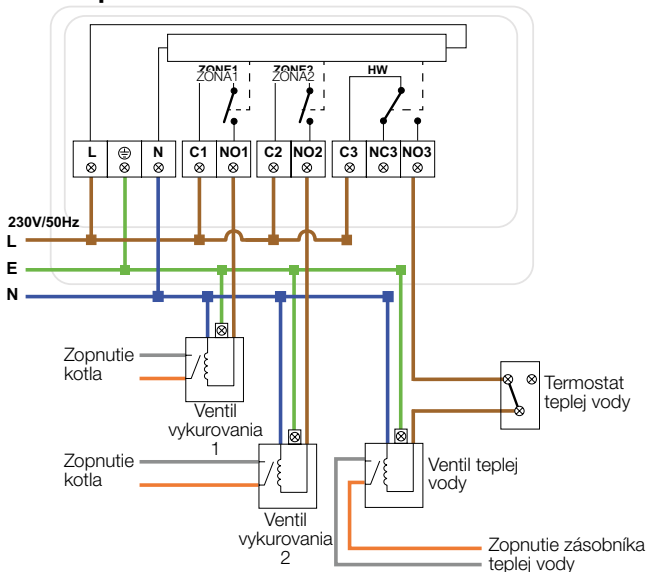 ZONE1 ZONE2 HW
ZONA1 ZONA2
L N C1 NO1 C2 NO2 C3 NC3 NO3
230V/50Hz
L
E
N
Zopnutie
kotla
Ventil
vykurovania
1
Termostat
teplej vody
Zopnutie
kotla
Ventil
vykurovania
2
Ventil teplej
vody
Zopnutie zásobníka
teplej vody